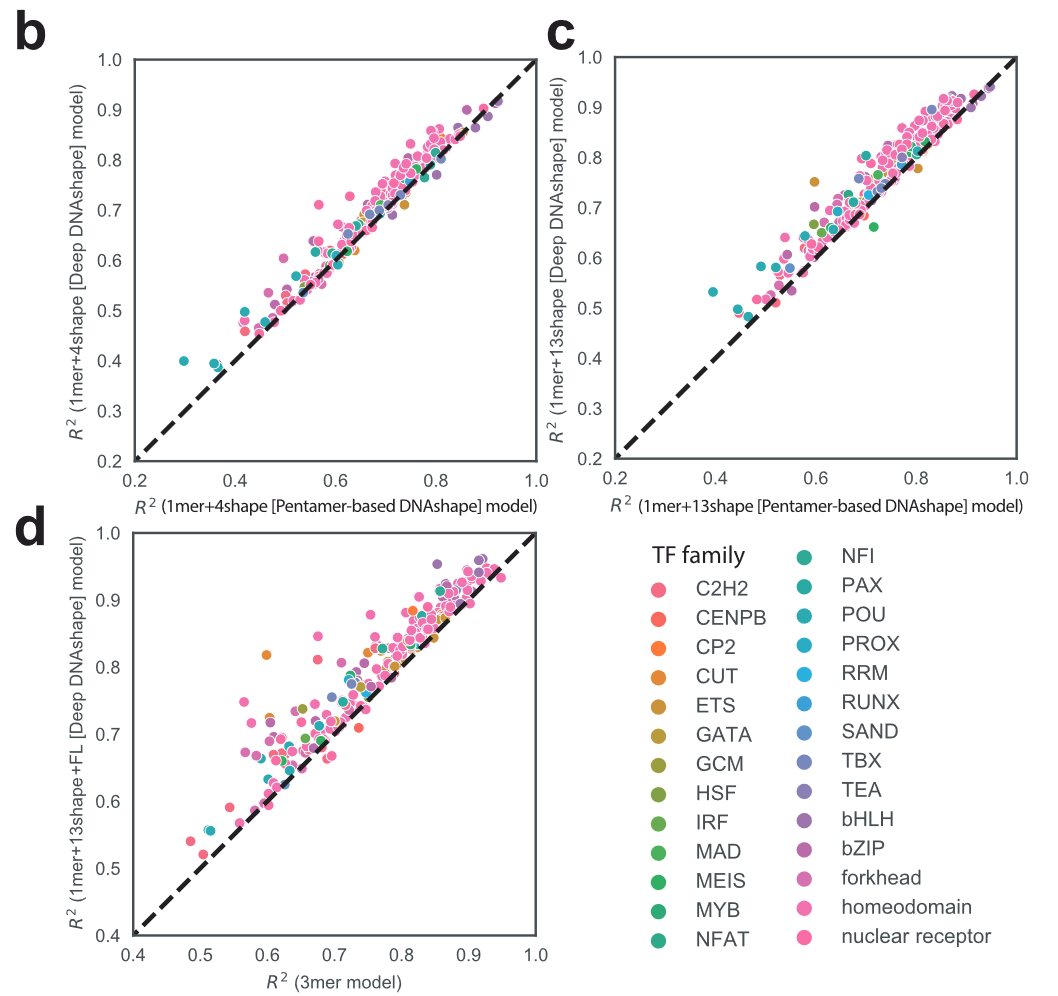 b
R² (1mer+4shape [Deep DNAshape] model)
1.0
0.9
0.8
0.7
0.6
0.5
0.4
0.3
0.2
0.2 0.4 0.6 0.8 1.0
R² (1mer+4shape [Pentamer-based DNAshape] model)
c
R² (1mer+13shape [Deep DNAshape] model)
1.0
0.9
0.8
0.7
0.6
0.5
0.4
0.3
0.2
0.2 0.4 0.6 0.8 1.0
R² (1mer+13shape [Pentamer-based DNAshape] model)
d
R² (1mer+13shape+FL [Deep DNAshape] model)
1.0
0.9
0.8
0.7
0.6
0.5
0.4
0.4 0.5 0.6 0.7 0.8 0.9 1.0
R² (3mer model)
TF family
C2H2
CENPB
CP2
CUT
ETS
GATA
GCM
HSF
IRF
MAD
MEIS
MYB
NFAT
NFI
PAX
POU
PROX
RRM
RUNX
SAND
TBX
TEA
bHLH
bZIP
forkhead
homeodomain
nuclear receptor